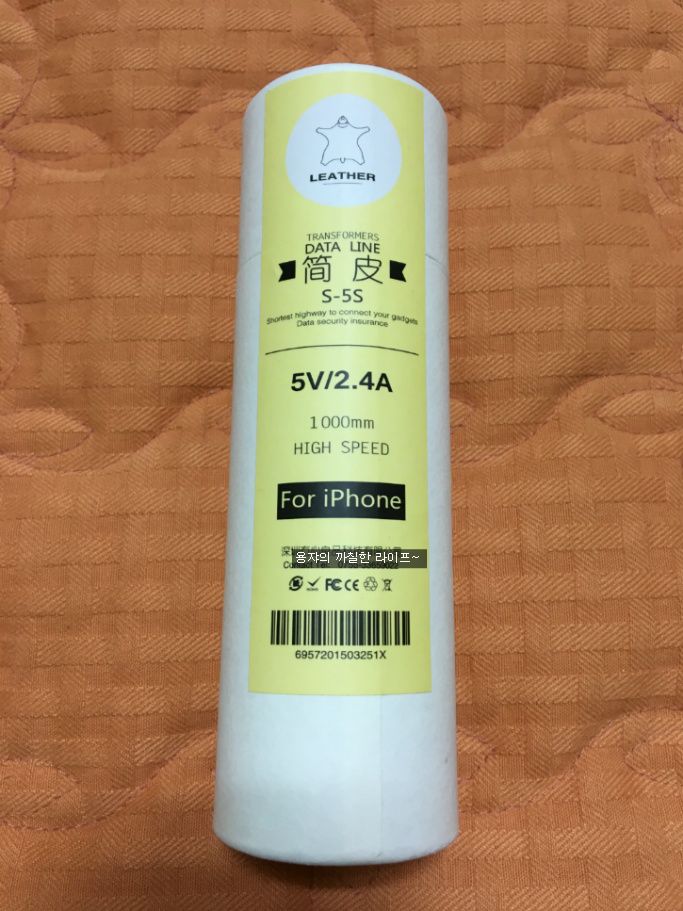 LEATHER
TRANSFORMERS
DATA LINE
简 皮
S-5S
Shortest highway to connect your gadgets
Data security insurance
5V/2.4A
1000mm
HIGH SPEED
For iPhone
용쟈의 까칠한 라이프~
FC CE
6957201503251X